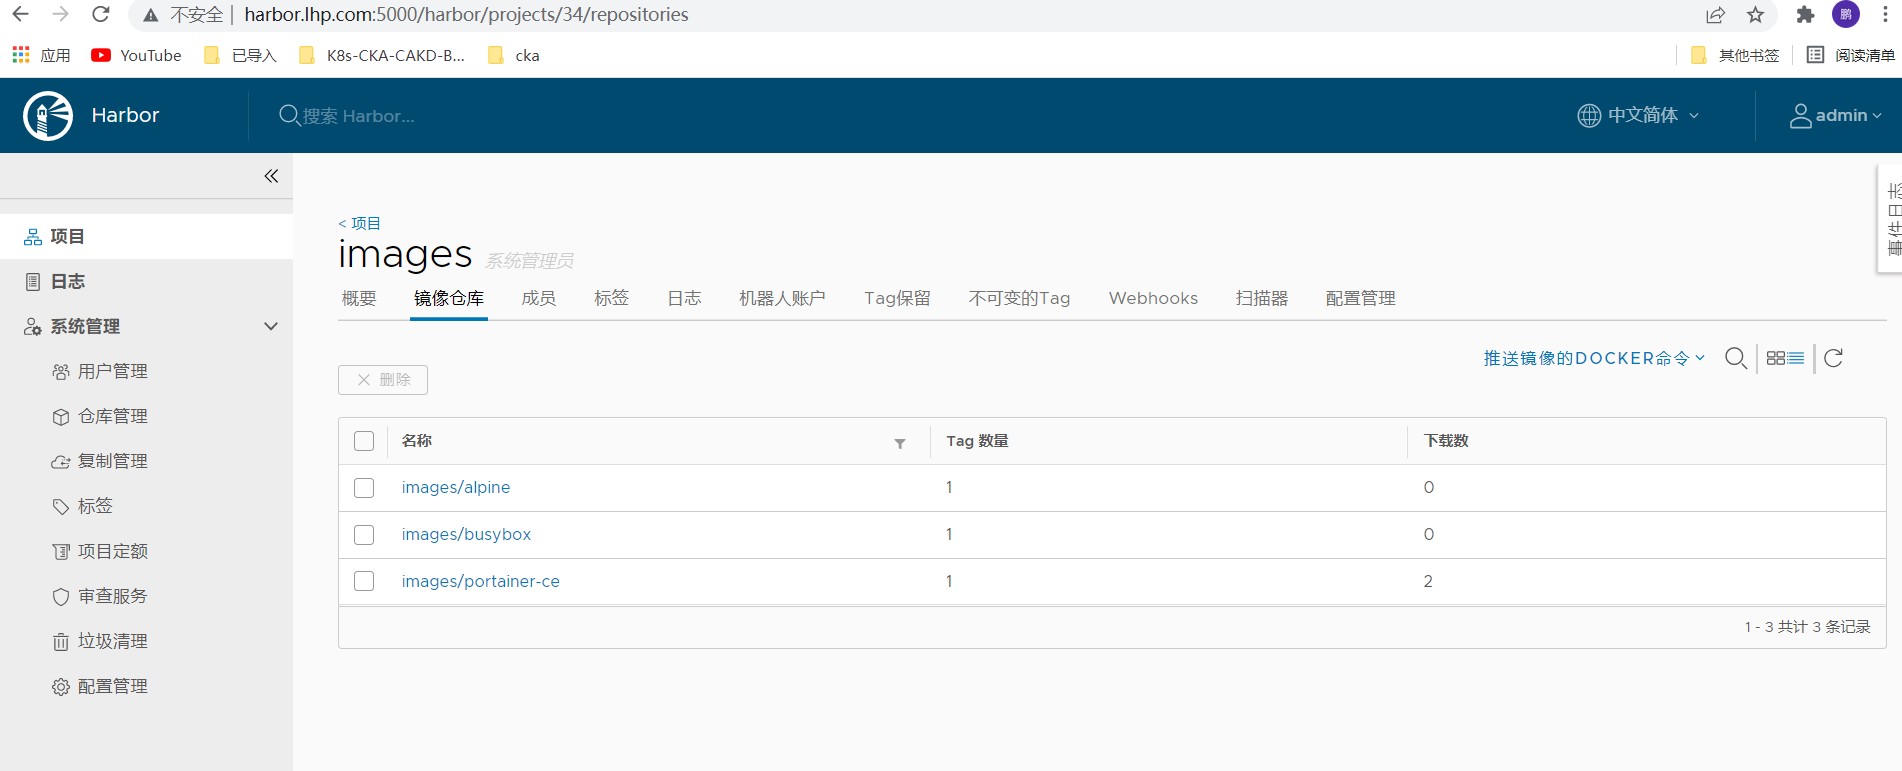 不安全 harbor.lhp.com:5000/harbor/projects/34/repositories 鹏
应用 YouTube 已导入 K8s-CKA-CAKD-B... cka 其他书签 阅读清单
Harbor 搜索 Harbor... 中文简体 admin
事件日志
项目
日志
系统管理
用户管理
仓库管理
复制管理
标签
项目定额
审查服务
垃圾清理
配置管理
< 项目
images 系统管理员
概要 镜像仓库 成员 标签 日志 机器人账户 Tag保留 不可变的Tag Webhooks 扫描器 配置管理
推送镜像的DOCKER命令
删除
名称 Tag 数量 下载数
images/alpine 1 0
images/busybox 1 0
images/portainer-ce 1 2
1 - 3 共计 3 条记录